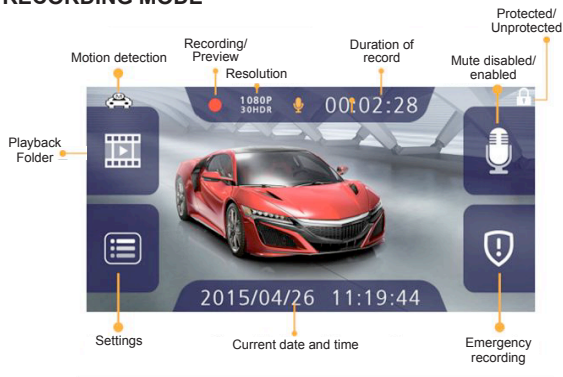 RECORDING MODE
Protected/
Unprotected
Motion detection
Recording/
Preview
Resolution
Duration of
record
Mute disabled/
enabled
1080P
30HDR
00:02:28
Playback
Folder
2015/04/26 11:19:44
Settings
Current date and time
Emergency
recording